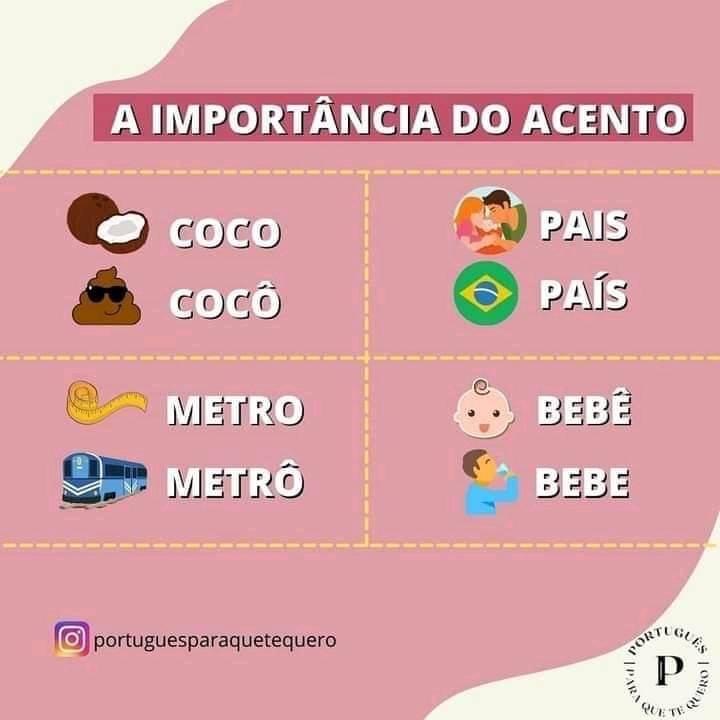 A IMPORTÂNCIA DO ACENTO
COCO
COCÔ
PAIS
PAÍS
METRO
METRÔ
BEBÊ
BEBE
portuguesparaquetequero
PORTUGUÊS
P
PARA QUE TE QUERO